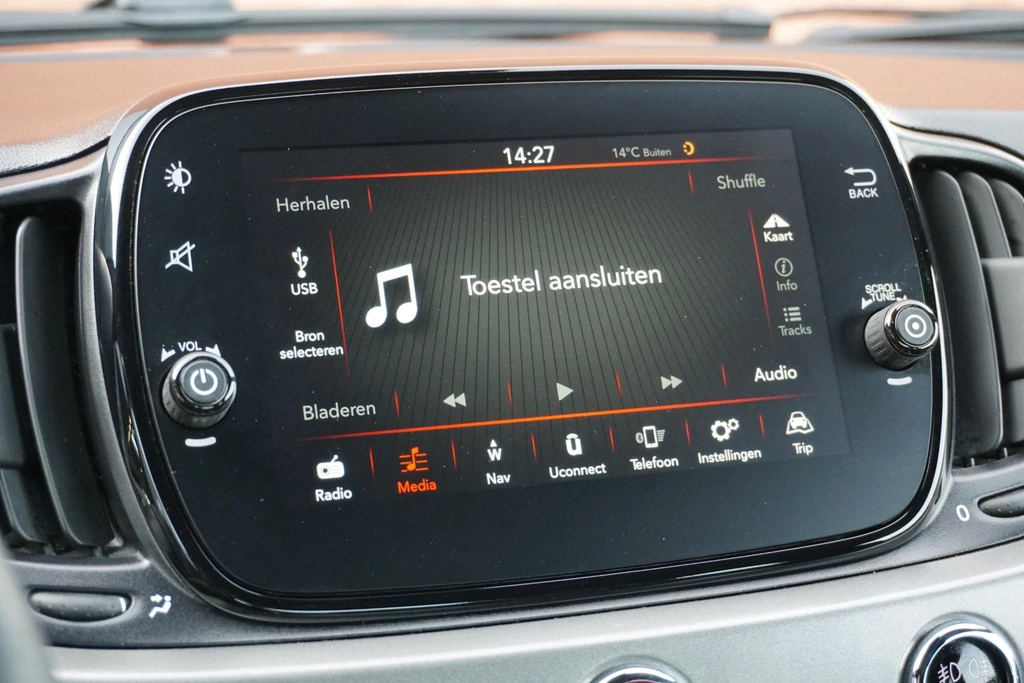 14:27
14°C Buiten
Herhalen
Shuffle
BACK
Kaart
USB
Toestel aansluiten
Info
SCROLL
TUNE
Tracks
Bron
selecteren
VOL
Audio
Bladeren
Radio
Media
W
Nav
Uconnect
Telefoon
Instellingen
Trip
0